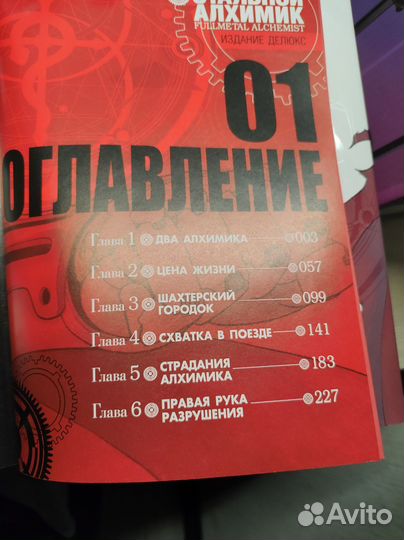 СТАЛЬНОЙ
АЛХИМИК
FULLMETAL ALCHEMIST
ИЗДАНИЕ ДЕЛЮКС
01
ОГЛАВЛЕНИЕ
Глава 1 ДВА АЛХИМИКА 003
Глава 2 ЦЕНА ЖИЗНИ 057
Глава 3 ШАХТЕРСКИЙ
ГОРОДОК 099
Глава 4 СХВАТКА В ПОЕЗДЕ 141
Глава 5 СТРАДАНИЯ
АЛХИМИКА 183
Глава 6 ПРАВАЯ РУКА
РАЗРУШЕНИЯ 227
Avito